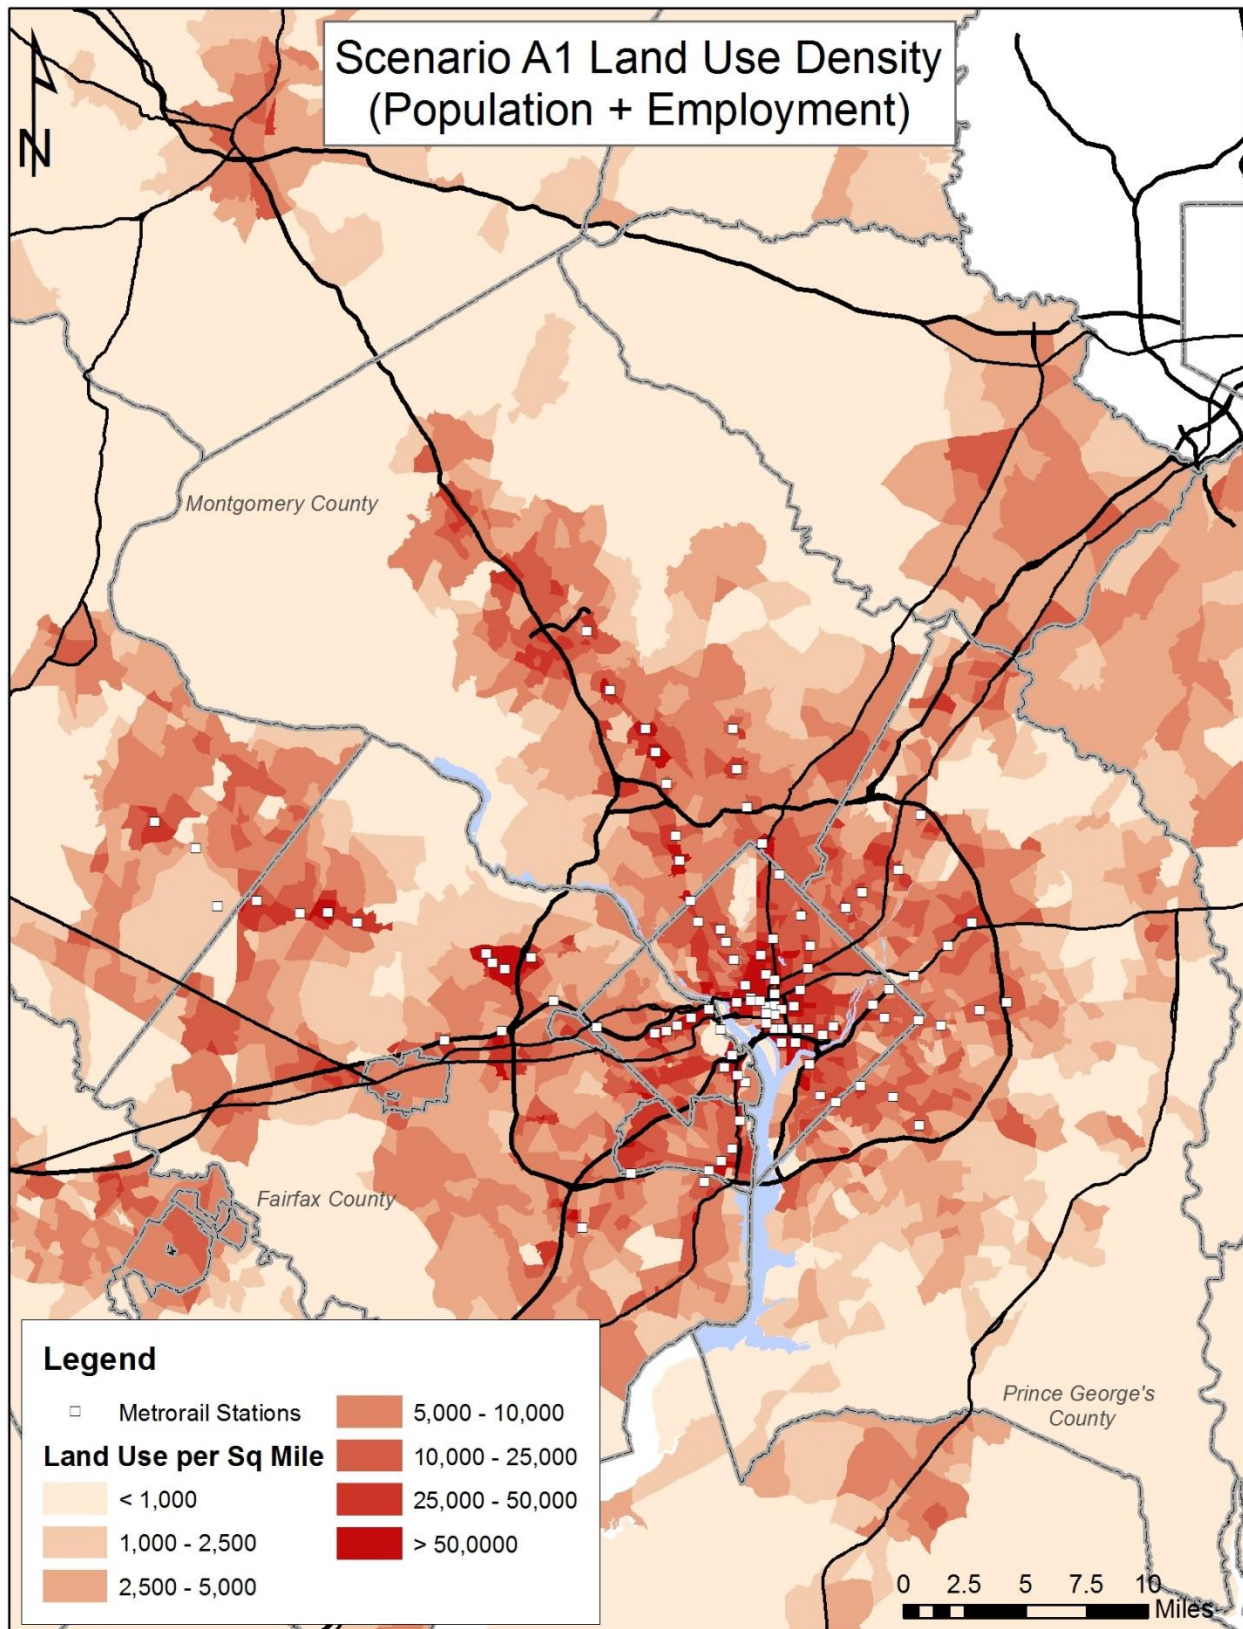 Scenario A1 Land Use Density
(Population + Employment)
N
Montgomery County
Fairfax County
Prince George's
County
Legend
Metrorail Stations
Land Use per Sq Mile
< 1,000
1,000 - 2,500
2,500 - 5,000
5,000 - 10,000
10,000 - 25,000
25,000 - 50,000
> 50,0000
0 2.5 5 7.5 10
Miles